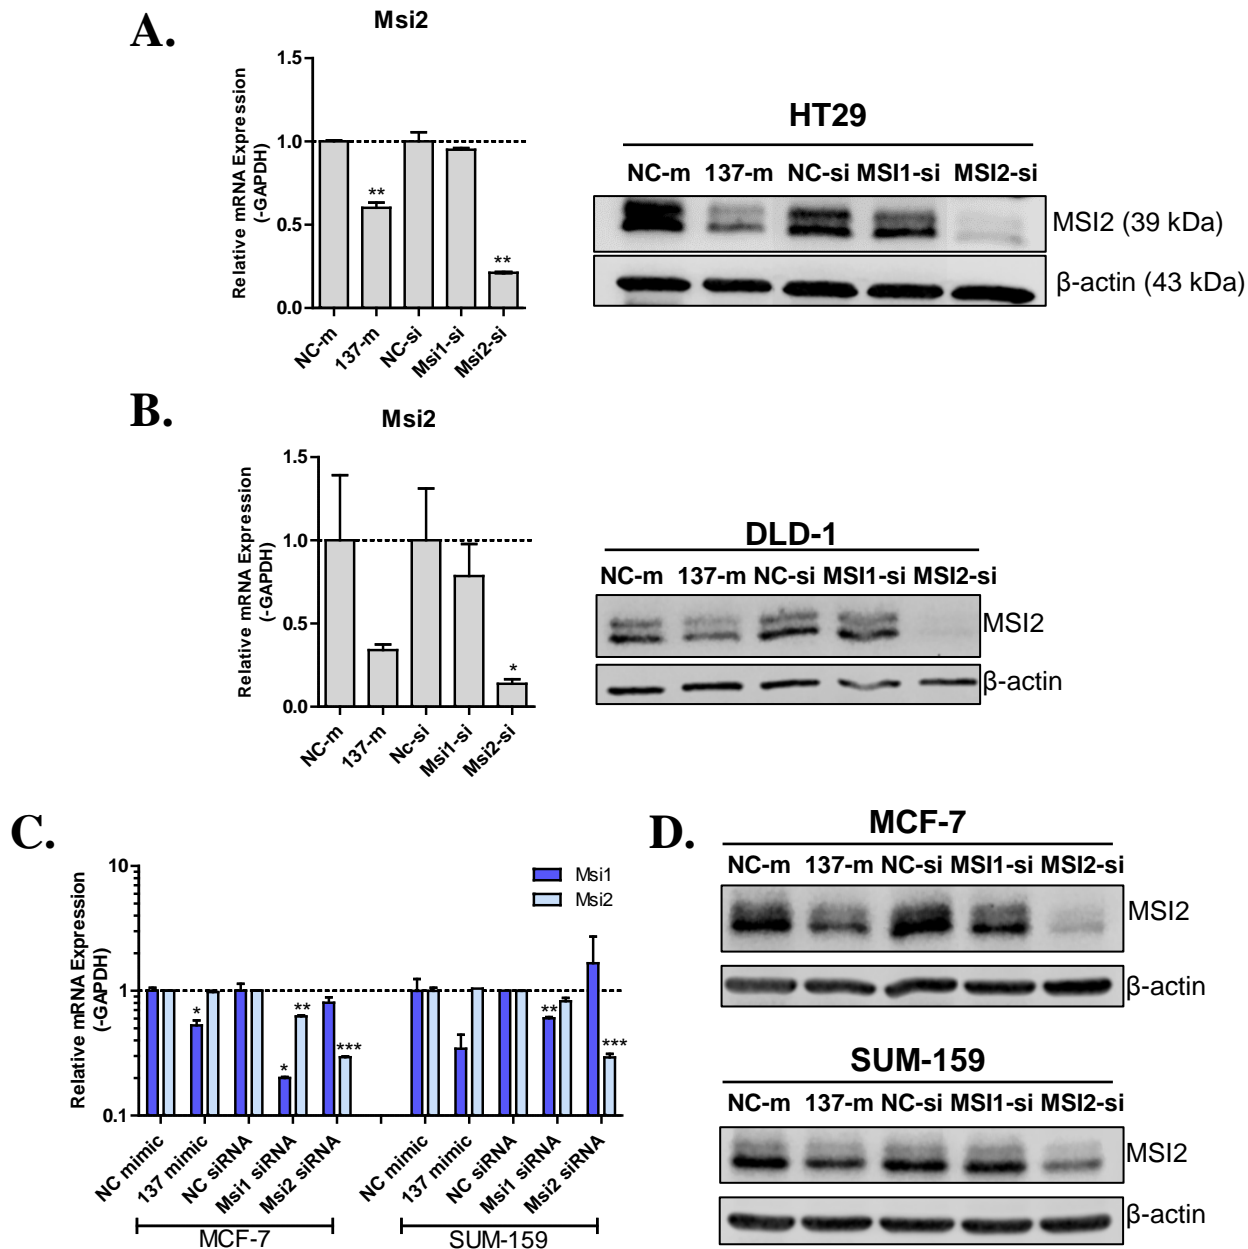 A.
Msi2
Relative mRNA Expression
(-GAPDH)
1.5
1.0
0.5
0.0
**
**
NC-m
137-m
NC-si
Msi1-si
Msi2-si
HT29
NC-m 137-m NC-si MSI1-si MSI2-si
MSI2 (39 kDa)
β-actin (43 kDa)
B.
Msi2
Relative mRNA Expression
(-GAPDH)
1.5
1.0
0.5
0.0
*
NC-m
137-m
Nc-si
Msi1-si
Msi2-si
DLD-1
NC-m 137-m NC-si MSI1-si MSI2-si
MSI2
β-actin
C.
Relative mRNA Expression
(-GAPDH)
10
1
0.1
Msi1
Msi2
*
*
**
***
**
***
NC mimic
137 mimic
NC siRNA
Msi1 siRNA
Msi2 siRNA
NC mimic
137 mimic
NC siRNA
Msi1 siRNA
Msi2 siRNA
MCF-7
SUM-159
D.
MCF-7
NC-m 137-m NC-si MSI1-si MSI2-si
MSI2
β-actin
SUM-159
NC-m 137-m NC-si MSI1-si MSI2-si
MSI2
β-actin